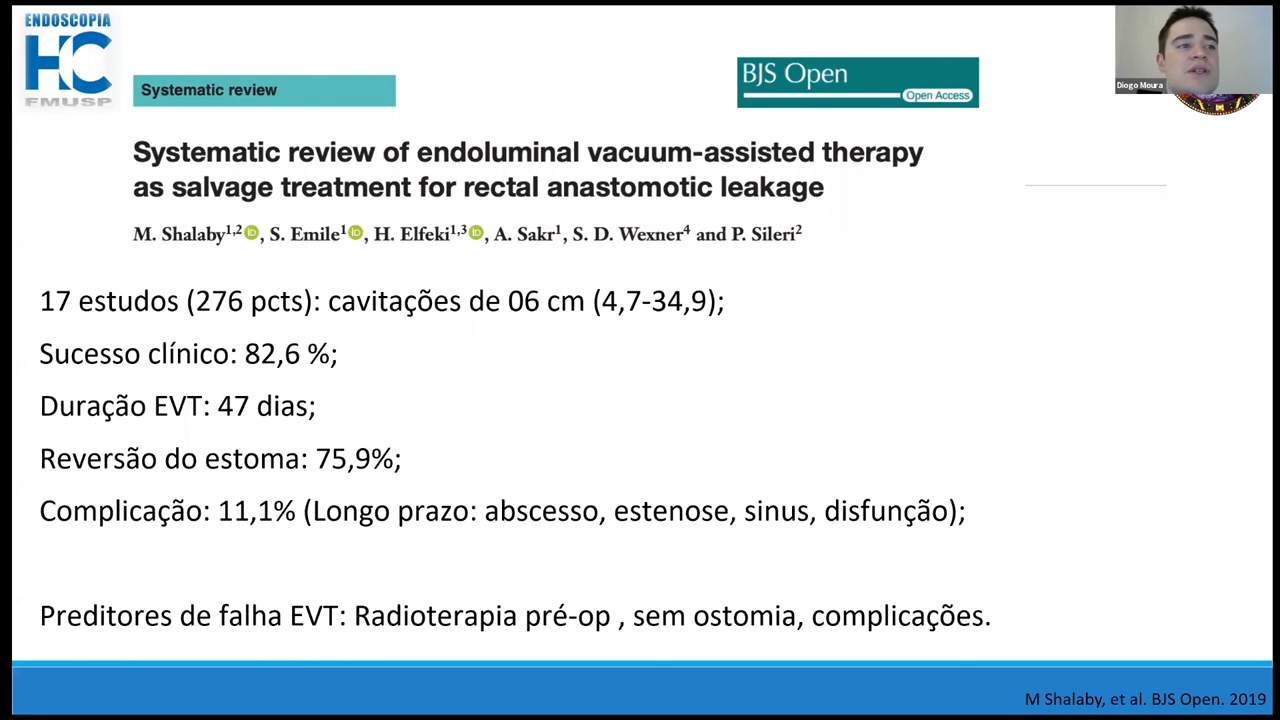 ENDOSCOPIA
HC
FMUSP
Systematic review
BJS Open
Open Access
Diogo Moura
Systematic review of endoluminal vacuum-assisted therapy
as salvage treatment for rectal anastomotic leakage
M. Shalaby1,2 iD, S. Emile1 iD, H. Elfeki1,3 iD, A. Sakr1, S. D. Wexner4 and P. Sileri2
17 estudos (276 pcts): cavitações de 06 cm (4,7-34,9);
Sucesso clínico: 82,6 %;
Duração EVT: 47 dias;
Reversão do estoma: 75,9%;
Complicação: 11,1% (Longo prazo: abscesso, estenose, sinus, disfunção);
Preditores de falha EVT: Radioterapia pré-op , sem ostomia, complicações.
M Shalaby, et al. BJS Open. 2019